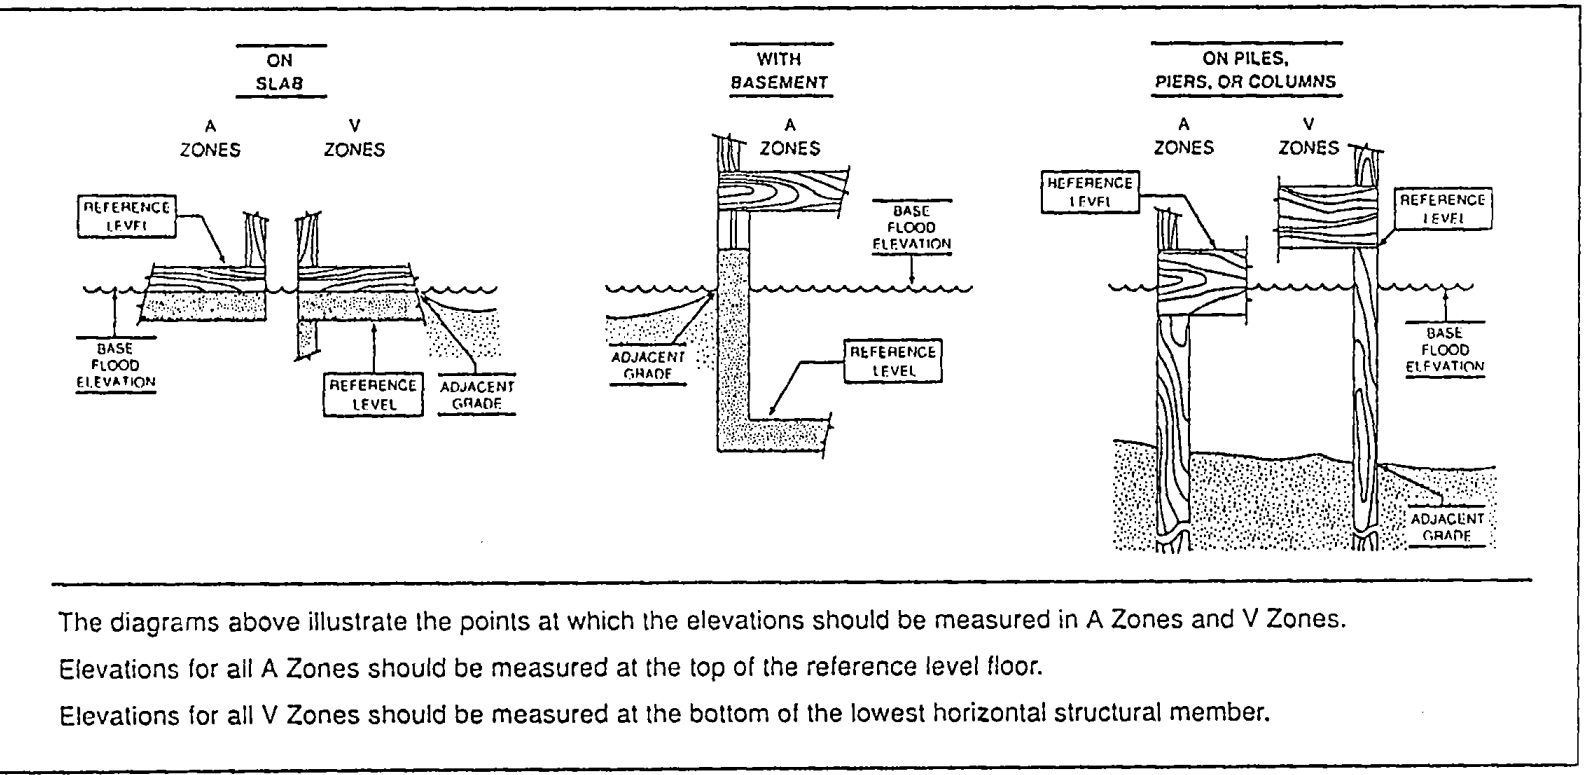 ON
SLAB
A
ZONES
V
ZONES
REFERENCE
LEVEL
BASE
FLOOD
ELEVATION
REFERENCE
LEVEL
ADJACENT
GRADE
WITH
BASEMENT
A
ZONES
BASE
FLOOD
ELEVATION
ADJACENT
GRADE
REFERENCE
LEVEL
ON PILES,
PIERS, OR COLUMNS
A
ZONES
V
ZONES
REFERENCE
LEVEL
REFERENCE
LEVEL
BASE
FLOOD
ELEVATION
ADJACENT
GRADE
The diagrams above illustrate the points at which the elevations should be measured in A Zones and V Zones.
Elevations for all A Zones should be measured at the top of the reference level floor.
Elevations for all V Zones should be measured at the bottom of the lowest horizontal structural member.